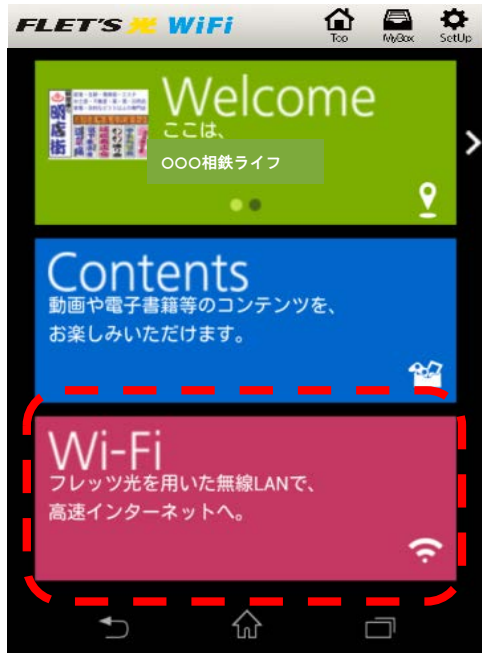 FLET'S 光 WiFi
Top
MyBox
SetUp
Welcome
ここは、
○○○相鉄ライフ
Contents
動画や電子書籍等のコンテンツを、
お楽しみいただけます。
Wi-Fi
フレッツ光を用いた無線LANで、
高速インターネットへ。